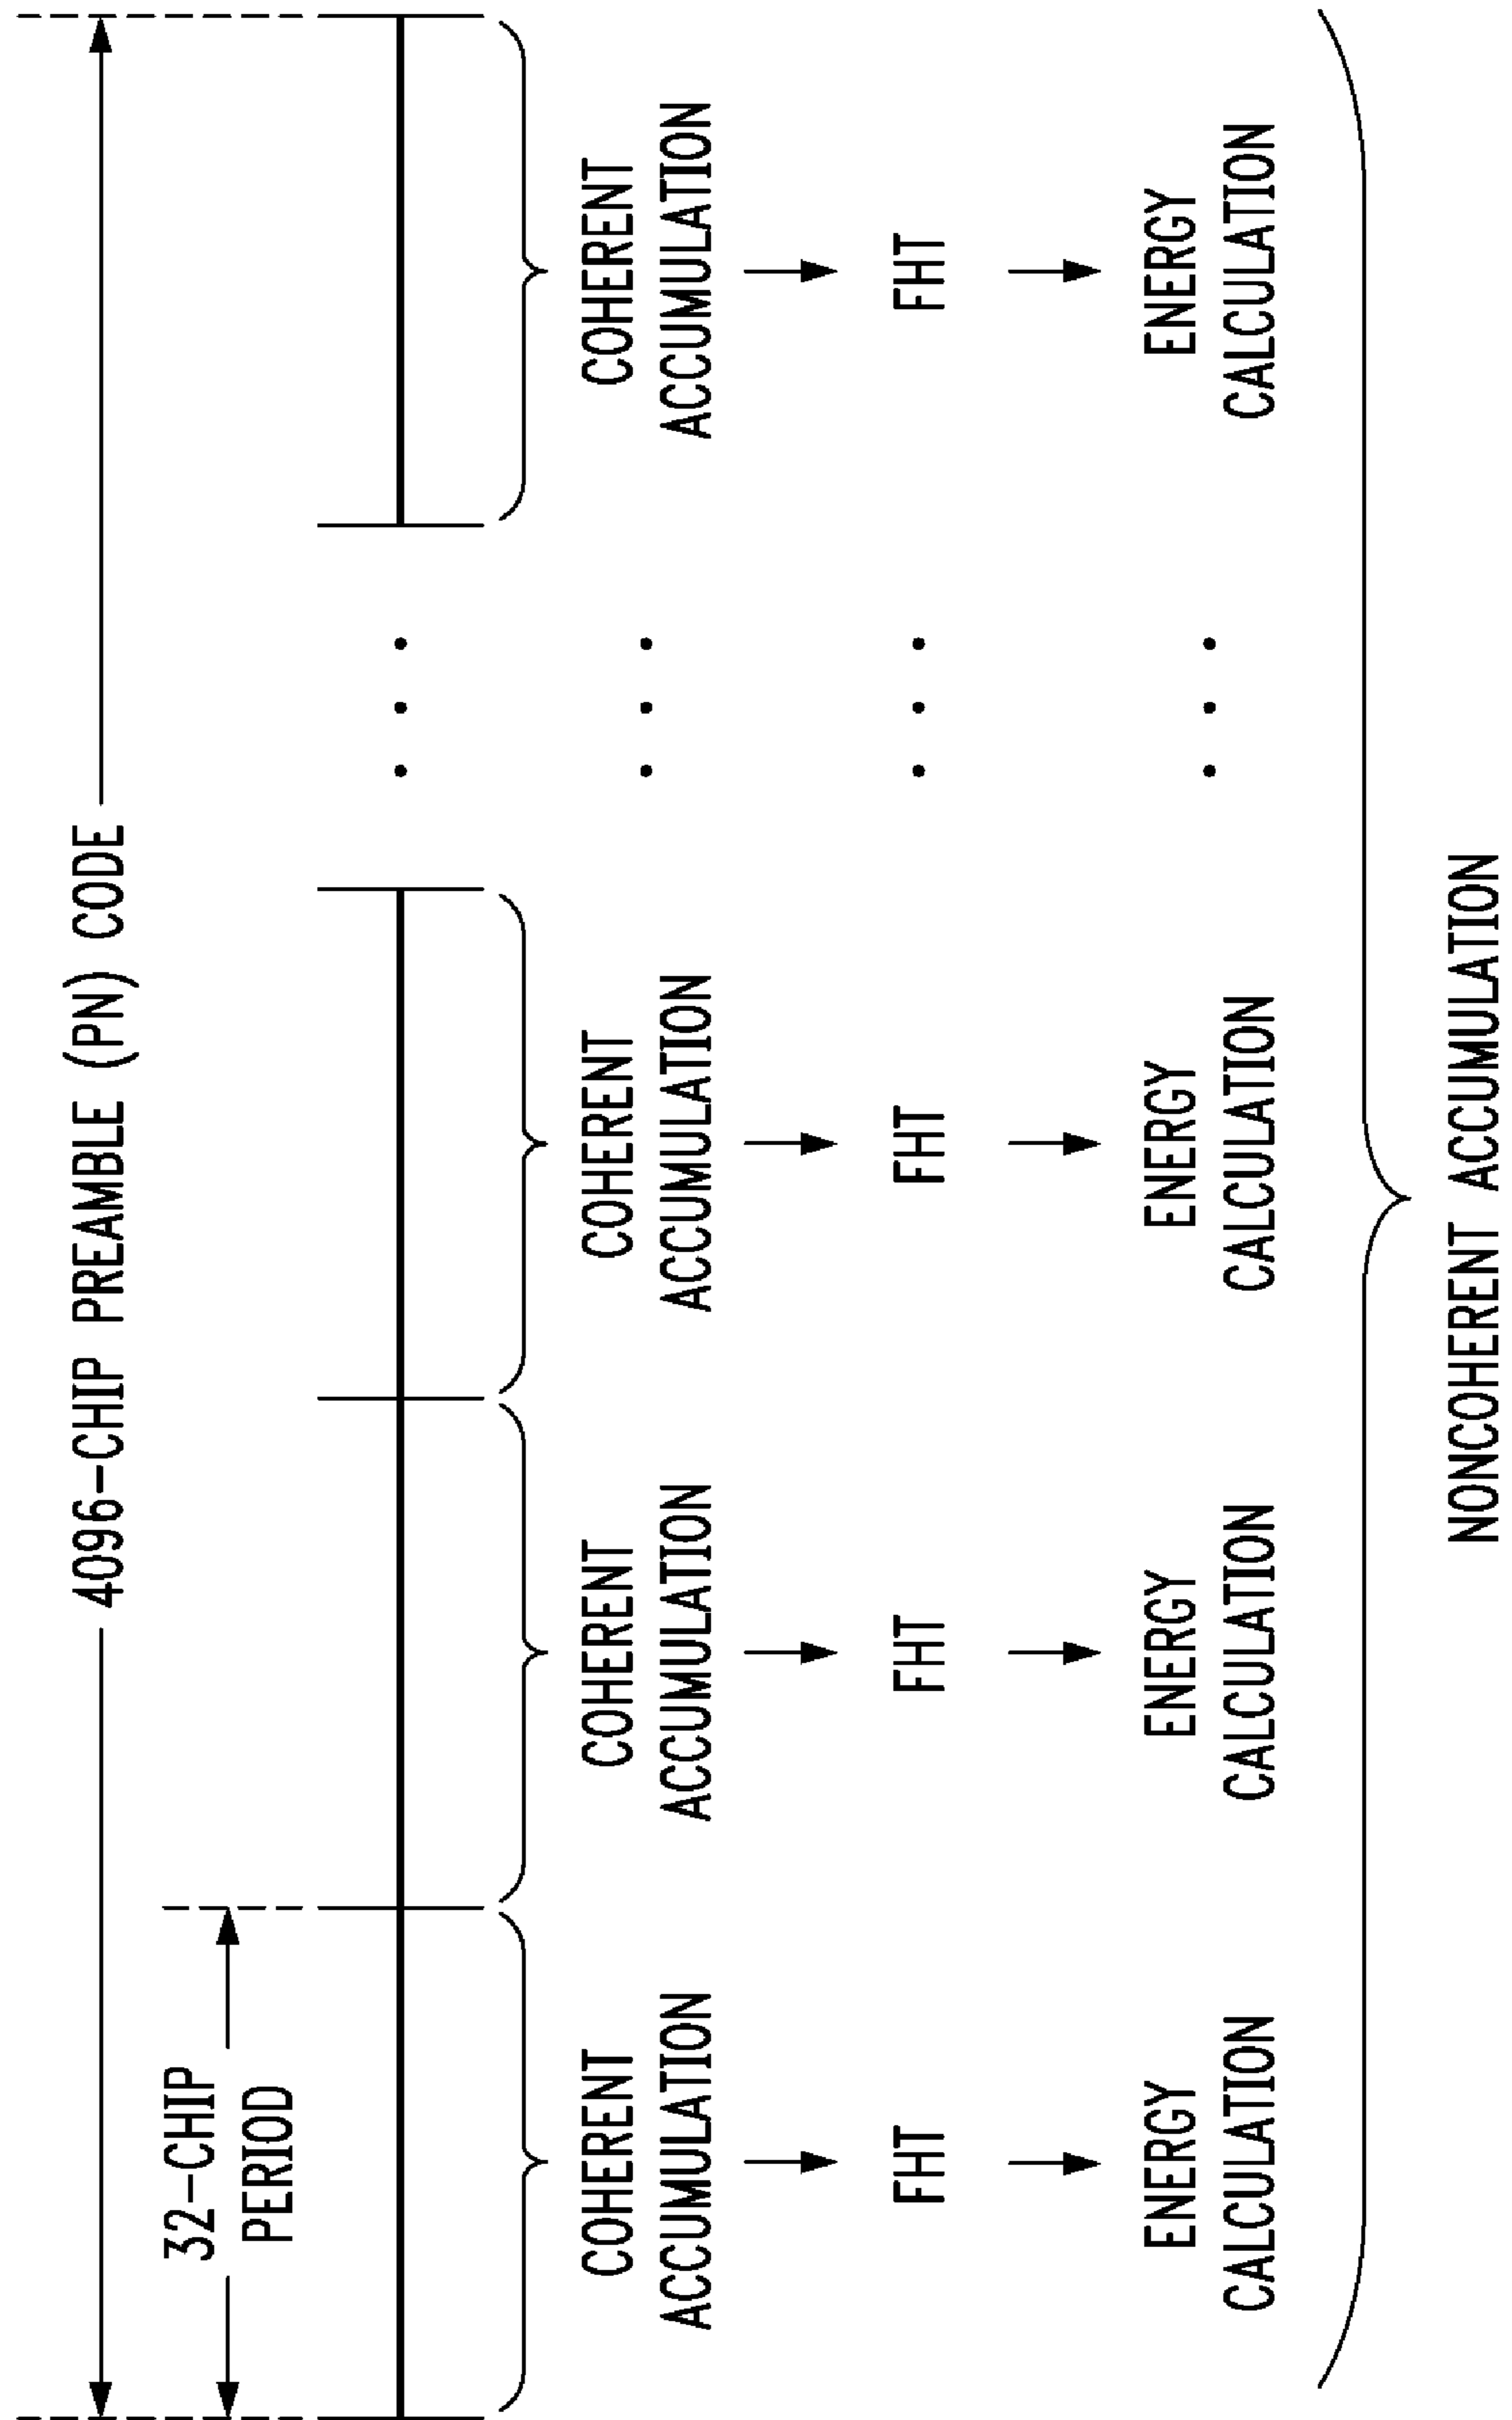 4096-CHIP PREAMBLE (PN) CODE
32-CHIP
PERIOD
COHERENT
ACCUMULATION
COHERENT
ACCUMULATION
COHERENT
ACCUMULATION
COHERENT
ACCUMULATION
FHT
FHT
FHT
FHT
ENERGY
CALCULATION
ENERGY
CALCULATION
ENERGY
CALCULATION
ENERGY
CALCULATION
NONCOHERENT ACCUMULATION